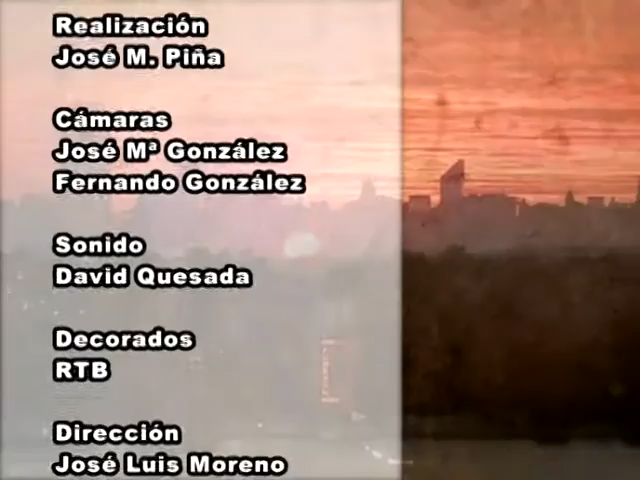 Realización
José M. Piña
Cámaras
José Mª González
Fernando González
Sonido
David Quesada
Decorados
RTB
Dirección
José Luis Moreno